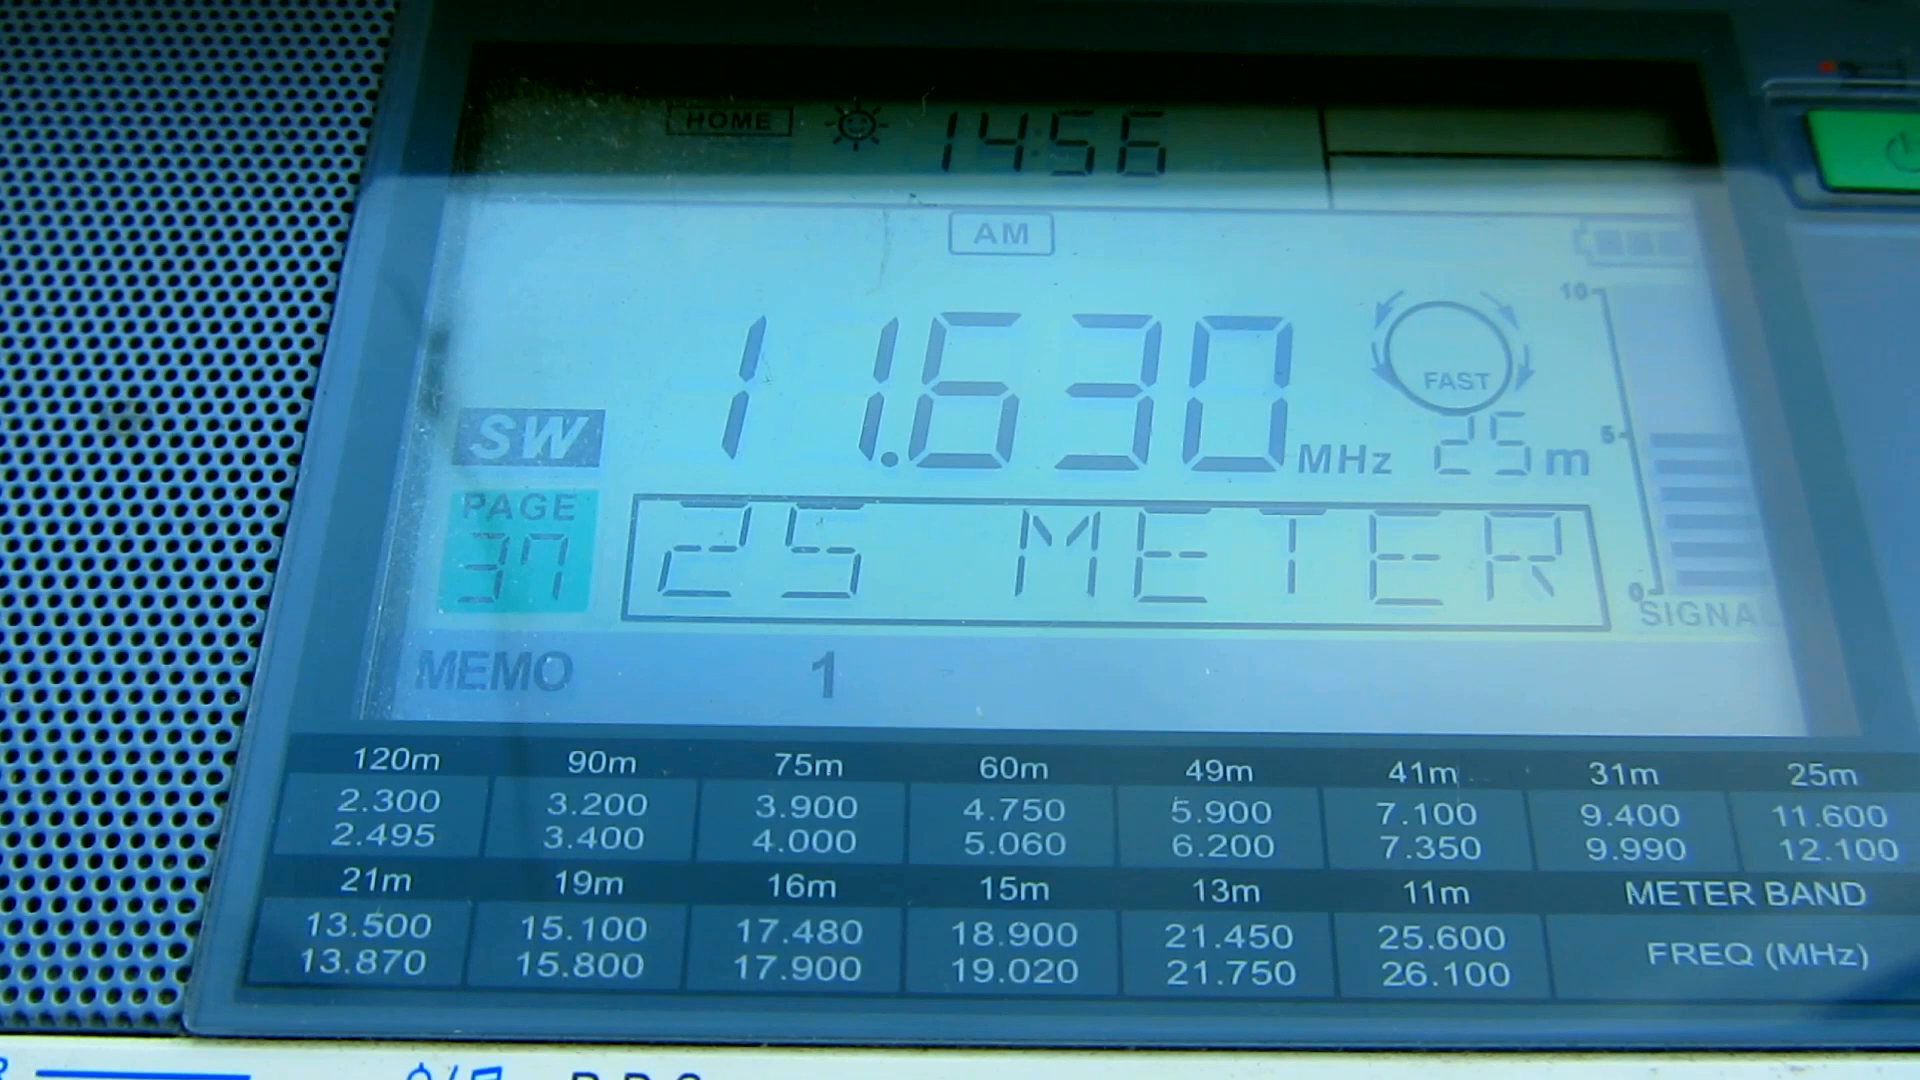 HOME 14:56
AM
10
11.630 MHz FAST
SW 25m 5
PAGE
37 25 METER
0
SIGNAL
MEMO 1
120m 90m 75m 60m 49m 41m 31m 25m
2.300 3.200 3.900 4.750 5.900 7.100 9.400 11.600
2.495 3.400 4.000 5.060 6.200 7.350 9.990 12.100
21m 19m 16m 15m 13m 11m METER BAND
13.500 15.100 17.480 18.900 21.450 25.600 FREQ (MHz)
13.870 15.800 17.900 19.020 21.750 26.100